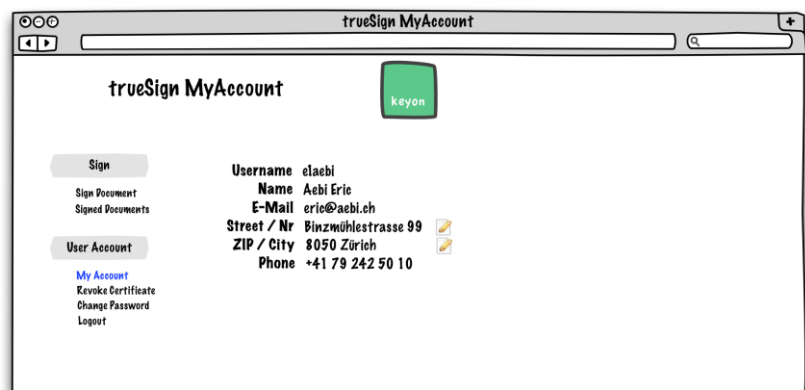 trueSign MyAccount
trueSign MyAccount
keyon
Sign
Sign Document
Signed Documents
User Account
My Account
Revoke Certificate
Change Password
Logout
Username e1aebi
Name Aebi Eric
E-Mail eric@aebi.ch
Street / Nr Binzmühlestrasse 99
ZIP / City 8050 Zürich
Phone +41 79 242 50 10